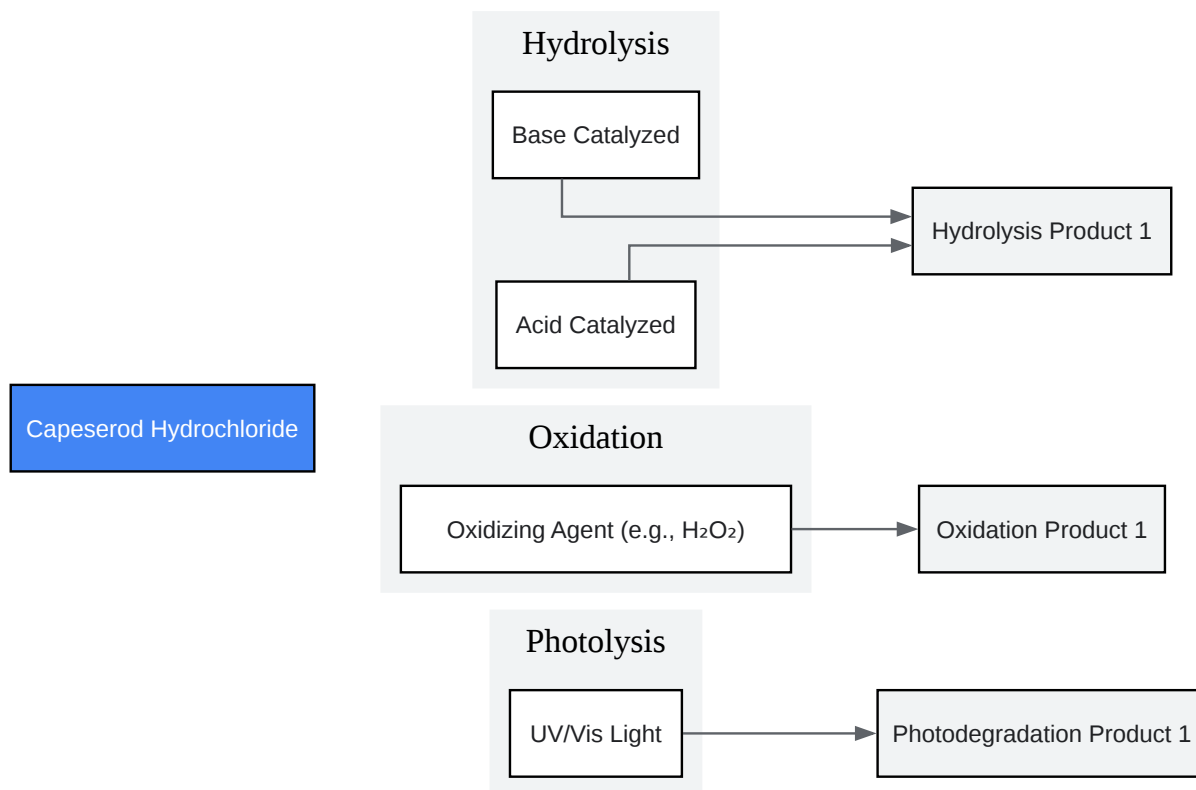 Hydrolysis
Base Catalyzed
Hydrolysis Product 1
Acid Catalyzed
Capeserod Hydrochloride
Oxidation
Oxidizing Agent (e.g., H₂O₂)
Oxidation Product 1
Photolysis
UV/Vis Light
Photodegradation Product 1